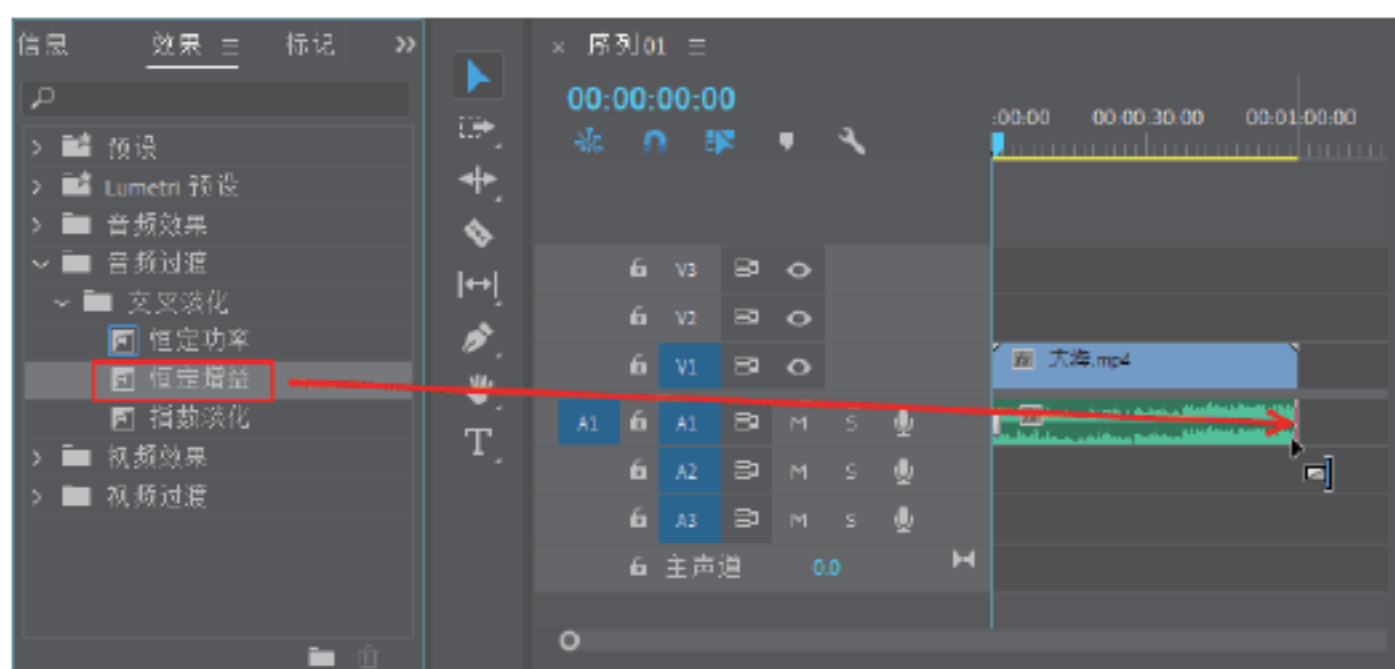 信息 效果 标记
预设
Lumetri 预设
音频效果
音频过渡
交叉淡化
恒定功率
恒定增益
指数淡化
视频效果
视频过渡
T
× 序列01
00:00:00:00
:00:00 00:00:30:00 00:01:00:00
V3
V2
V1
fx 大海.mp4
A1 A1 M S
fx
A2 M S
A3 M S
主声道 0.0